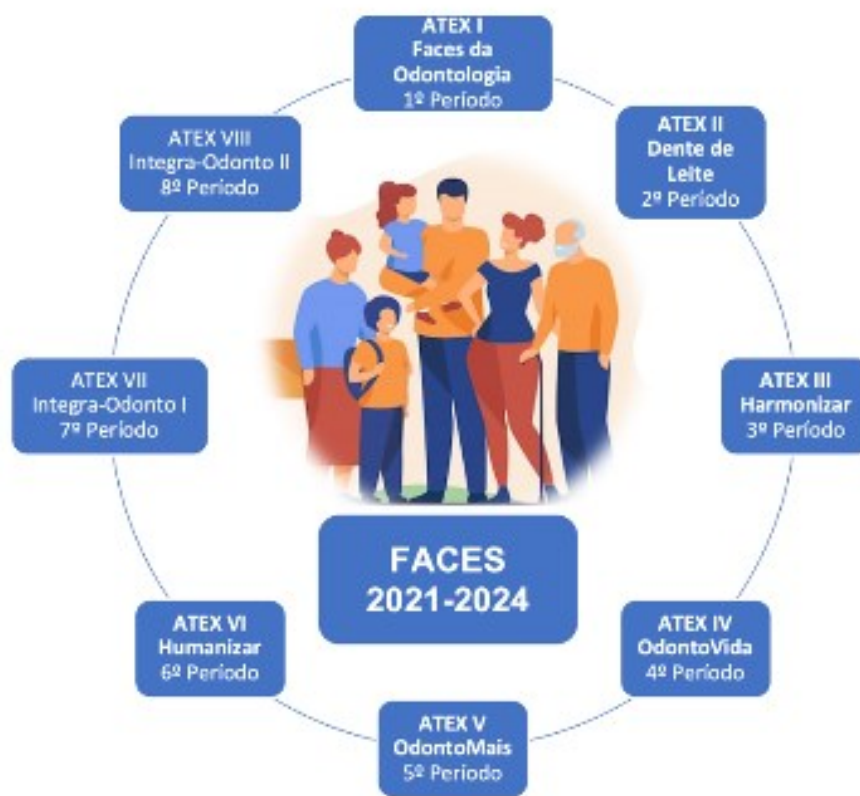 ATEX I
Faces da
Odontologia
1º Período
ATEX II
Dente de
Leite
2º Período
ATEX III
Harmonizar
3º Período
ATEX IV
OdontoVida
4º Período
ATEX V
OdontoMais
5º Período
ATEX VI
Humanizar
6º Período
ATEX VII
Integra-Odonto I
7º Período
ATEX VIII
Integra-Odonto II
8º Período
FACES
2021-2024